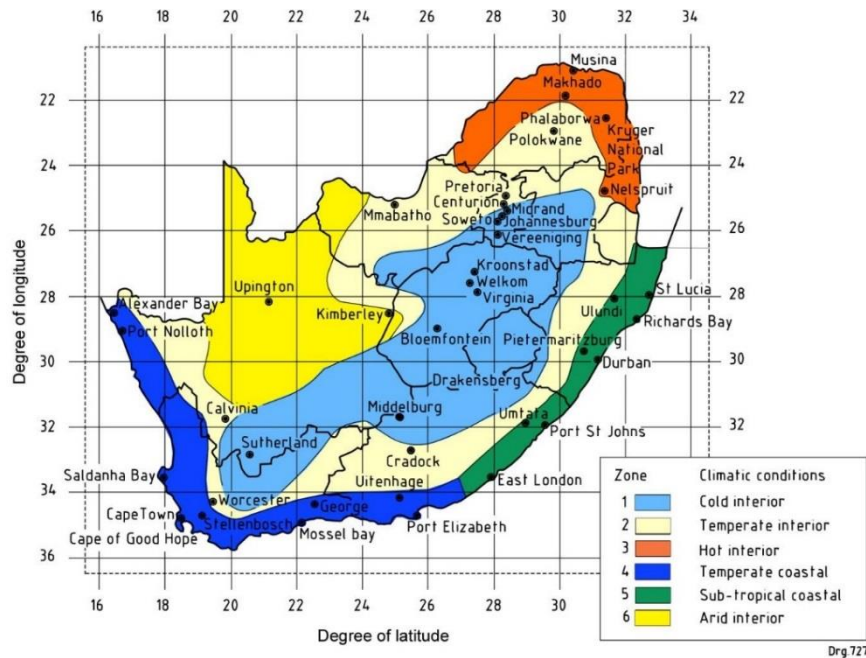 16 18 20 22 24 26 28 30 32 34
Musina
Makhado
22
22
Phalaborwa
Kruger
National
Park
Polokwane
24
24
Pretoria
Nelspruit
Centurion
Mmabatho
Midrand
Soweto
Johannesburg
26
26
Vereeniging
Degree of longitude
Kroonstad
Upington
Welkom
St Lucia
28
28
Alexander Bay
Virginia
Ulundi
Kimberley
Richards Bay
Port Nolloth
Bloemfontein
Pietermaritzburg
30
30
Durban
Drakensberg
Calvinia
Middelburg
Umtata
32
32
Port St Johns
Sutherland
Cradock
Saldanha Bay
Uitenhage
East London
34
Worcester
George
CapeTown
Stellenbosch
Port Elizabeth
Cape of Good Hope
Mossel bay
36
16 18 20 22 24 26 28 30
Degree of latitude
Zone Climatic conditions
1 Cold interior
2 Temperate interior
3 Hot interior
4 Temperate coastal
5 Sub-tropical coastal
6 Arid interior
Drg.727